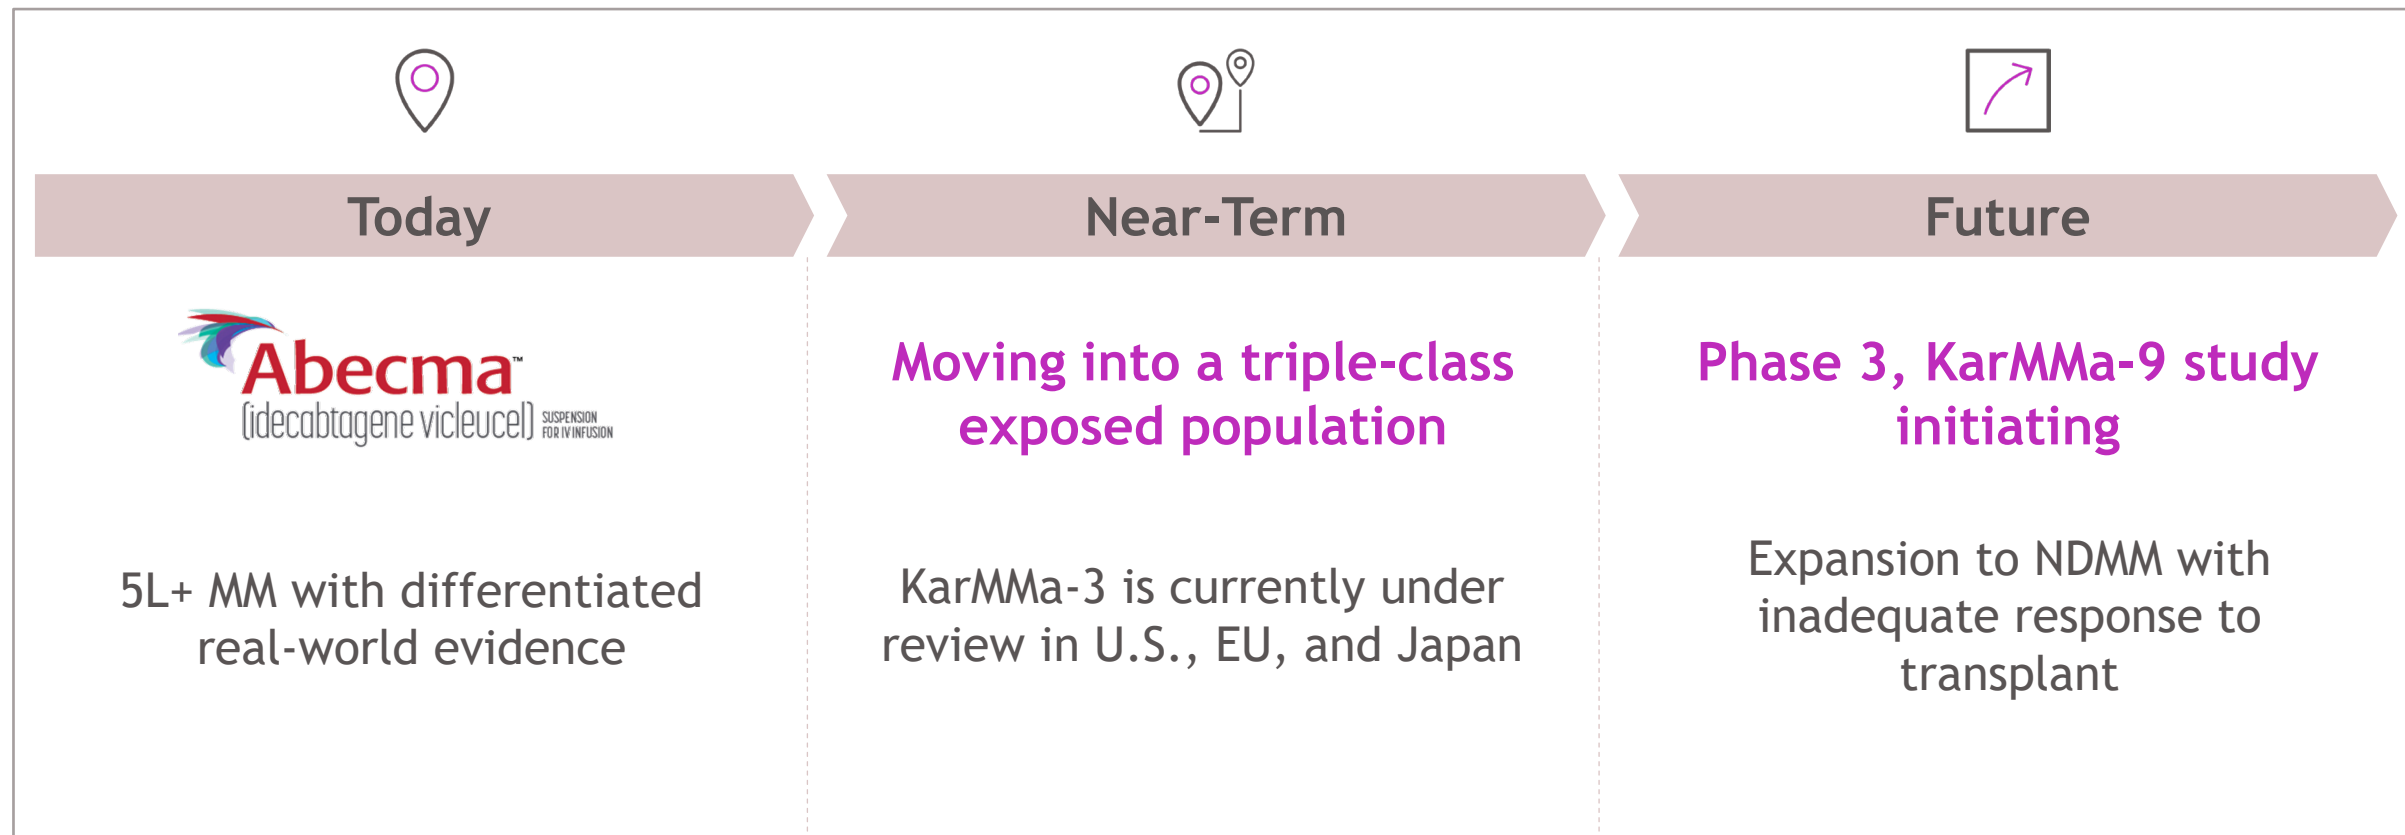 Today
Near-Term
Future
Abecma™
(idecabtagene vicleucel) SUSPENSION
FOR IV INFUSION
5L+ MM with differentiated
real-world evidence
Moving into a triple-class
exposed population
KarMMa-3 is currently under
review in U.S., EU, and Japan
Phase 3, KarMMa-9 study
initiating
Expansion to NDMM with
inadequate response to
transplant